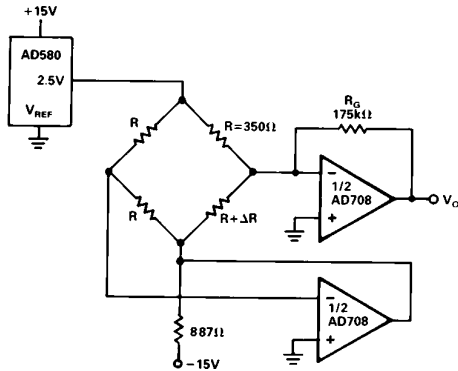 +15V
AD580
2.5V
VREF
R
R=350Ω
RG
175kΩ
−
1/2
AD708
+
VO
R
R+ΔR
−
1/2
AD708
+
887Ω
−15V